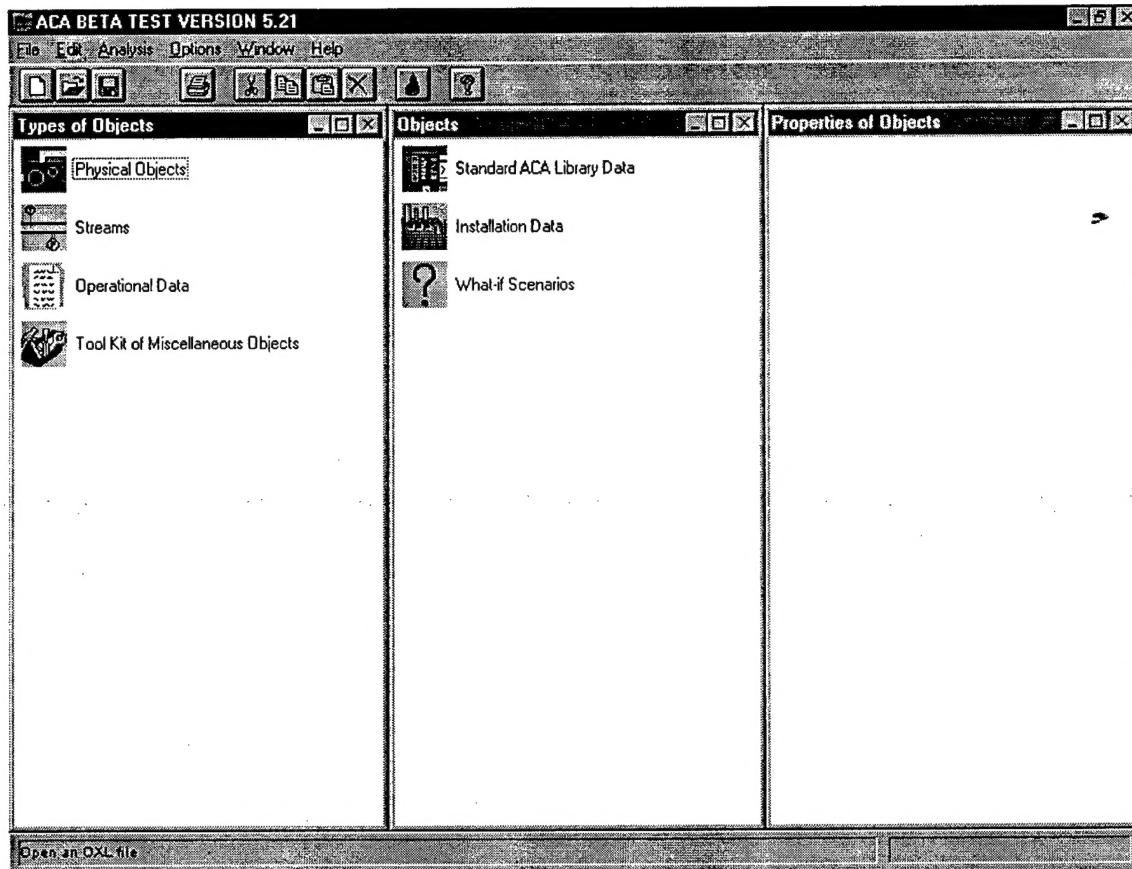 ACA BETA TEST VERSION 5.21
File Edit Analysis Options Window Help
Types of Objects
Physical Objects
Streams
Operational Data
Tool Kit of Miscellaneous Objects
Objects
Standard ACA Library Data
Installation Data
What-if Scenarios
Properties of Objects
Open an OXL file